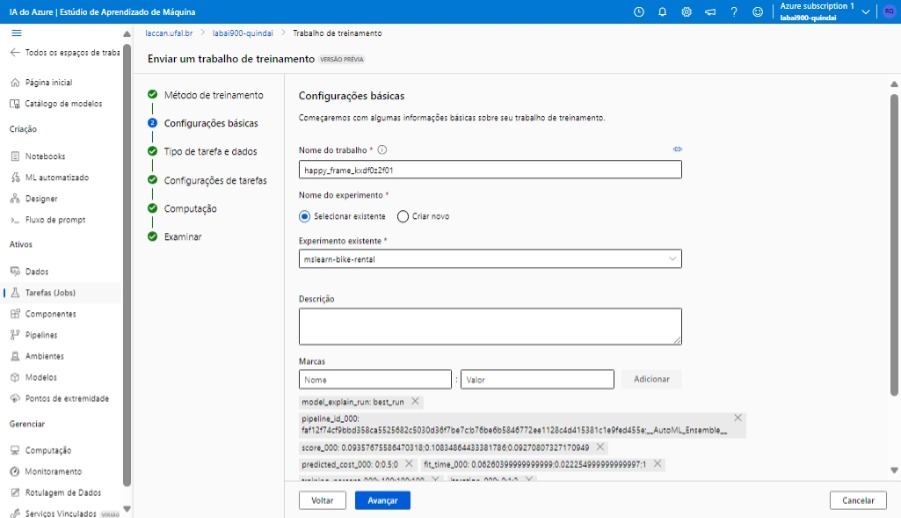 IA do Azure | Estúdio de Aprendizado de Máquina
Azure subscription 1
labai900-quindai
laccan.ufal.br > labai900-quindai > Trabalho de treinamento
Todos os espaços de traba
Enviar um trabalho de treinamento VERSÃO PRÉVIA
Página inicial
Catálogo de modelos
Criação
Notebooks
ML automatizado
Designer
Fluxo de prompt
Ativos
Dados
Tarefas (Jobs)
Componentes
Pipelines
Ambientes
Modelos
Pontos de extremidade
Gerenciar
Computação
Monitoramento
Rotulagem de Dados
Serviços Vinculados
Método de treinamento
2 Configurações básicas
Tipo de tarefa e dados
Configurações de tarefas
Computação
Examinar
Configurações básicas
Começaremos com algumas informações básicas sobre seu trabalho de treinamento.
Nome do trabalho *
happy_frame_kxdf0z2f01
Nome do experimento *
Selecionar existente Criar novo
Experimento existente *
mslearn-bike-rental
Descrição
Marcas
Nome : Valor Adicionar
model_explain_run: best_run
pipeline_id_000:
faf12f74cf9bbd358ca5525682c5030d36f7be7c:b76be6b5846772ee1128c4d415381c1e9fed455e:__AutoML_Ensemble__
score_000: 0.09357675586470318:0.10834864433381786:0.09270807327170949
predicted_cost_000: 0:0.5:0 fit_time_000: 0.06260399999999999:0.022254999999999997:1
Voltar Avançar Cancelar